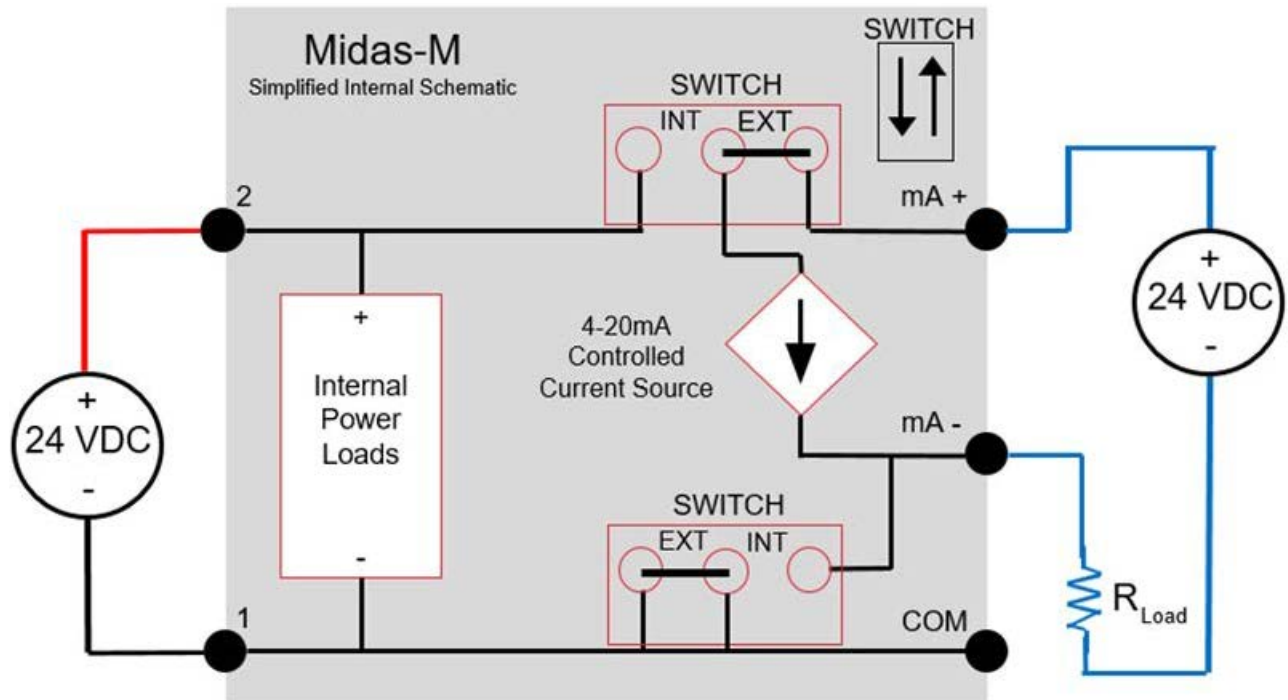 Midas-M
Simplified Internal Schematic
SWITCH
SWITCH
INT EXT
2
mA +
+
24 VDC
-
+
Internal
Power
Loads
-
4-20mA
Controlled
Current Source
+
24 VDC
-
mA -
SWITCH
EXT INT
1
COM
R Load